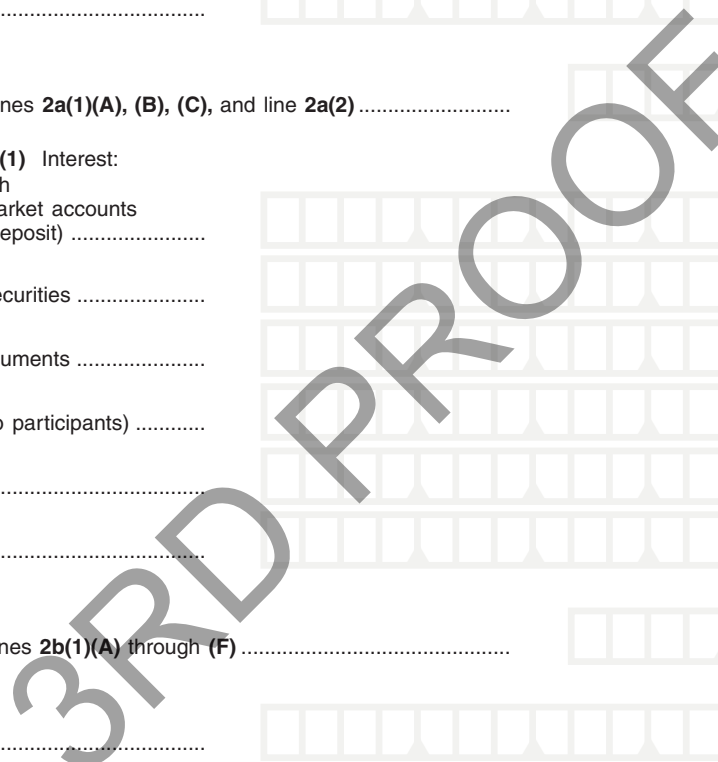 nes 2a(1)(A), (B), (C), and line 2a(2)
(1) Interest:
h
arket accounts
eposit)
ecurities
uments
o participants)
nes 2b(1)(A) through (F)
3RD PROOF